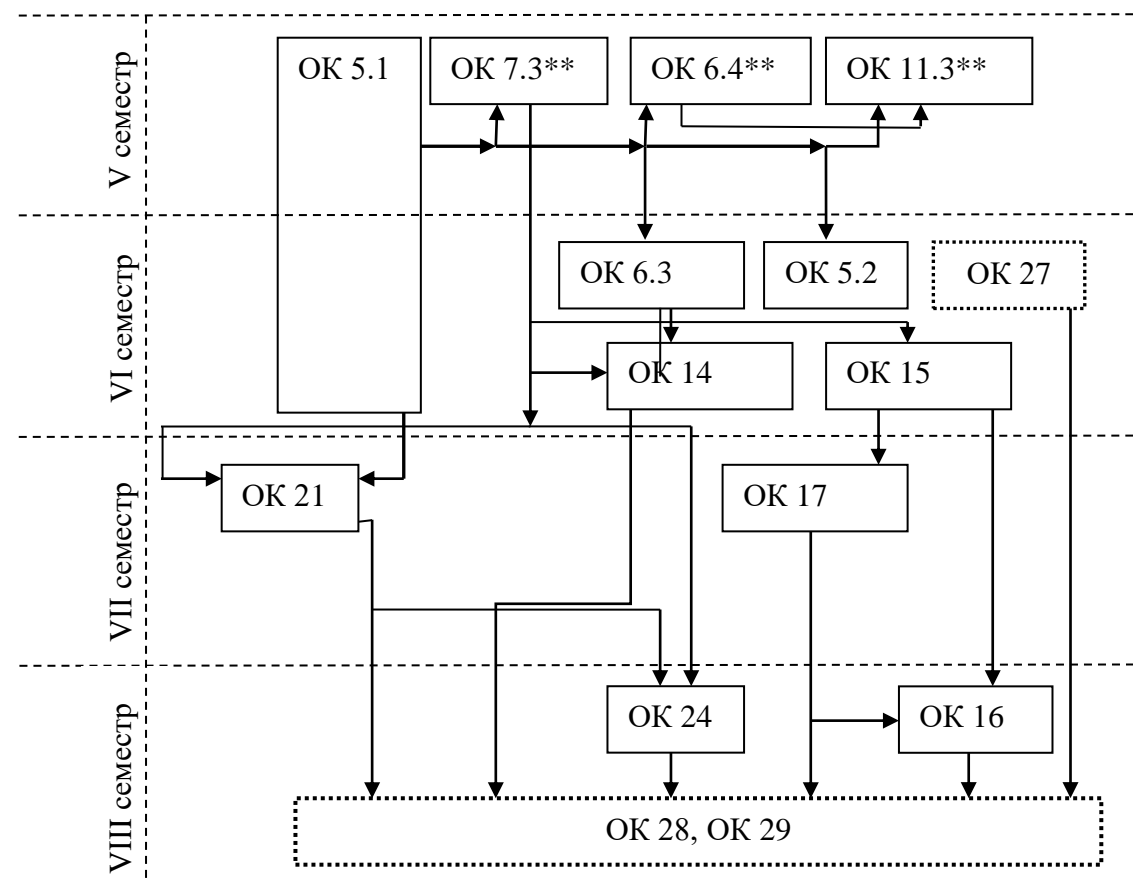 V семестр
ОК 5.1
ОК 7.3**
ОК 6.4**
ОК 11.3**
VI семестр
ОК 6.3
ОК 5.2
ОК 27
ОК 14
ОК 15
VII семестр
ОК 21
ОК 17
VIII семестр
ОК 24
ОК 16
ОК 28, ОК 29